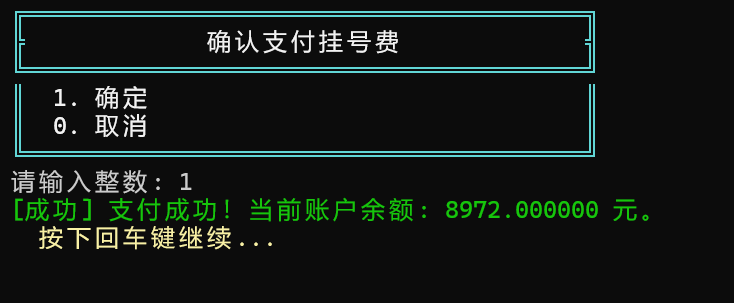 确认支付挂号费
1. 确定
0. 取消
请输入整数: 1
[成功] 支付成功! 当前账户余额: 8972.000000 元。
按下回车键继续...